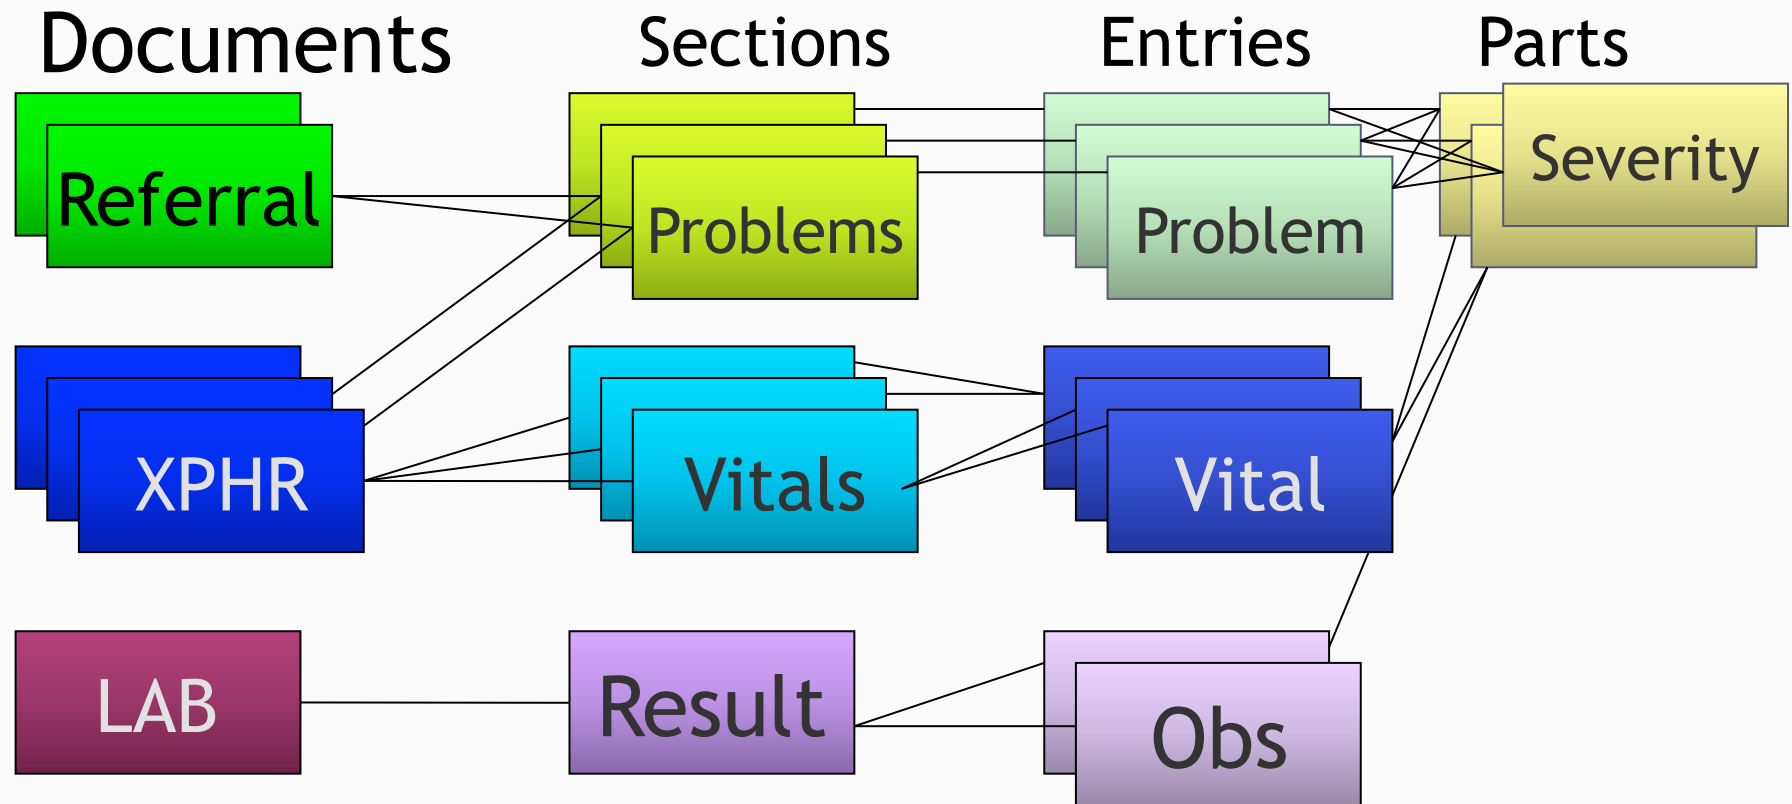 Documents Sections Entries Parts
Referral Problems Problem Severity
XPHR Vitals Vital
LAB Result Obs